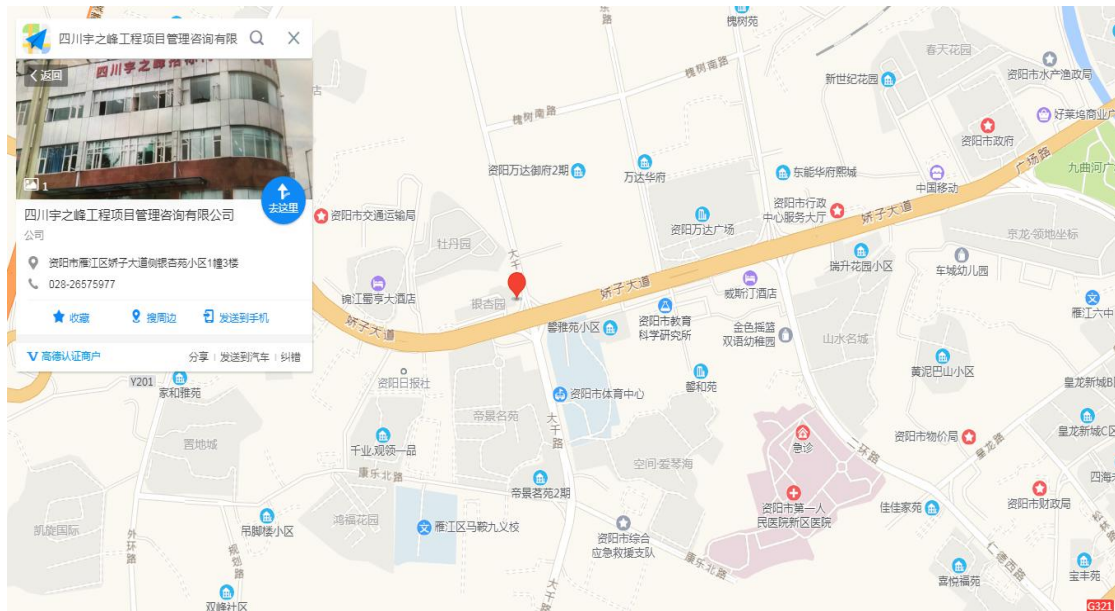 四川宇之峰工程项目管理咨询有限
返回
1
去这里
四川宇之峰工程项目管理咨询有限公司
公司
资阳市雁江区娇子大道侧银杏苑小区1幢3楼
028-26575977
收藏
搜周边
发送到手机
高德认证商户
分享
发送到汽车
纠错
槐树苑
春天花园
资阳市水产渔政局
槐树南路
新世纪花园
好莱坞商业广
槐树南路
资阳市政府
广场路
资阳万达御府2期
万达华府
东能华府熙城
中国移动
九曲河广
资阳市交通运输局
资阳市行政
中心服务大厅
娇子大道
资阳万达广场
牡丹园
大千
京龙·领地坐标
瑞升花园小区
车城幼儿园
锦江蜀亨大酒店
银杏园
娇子大道
威斯汀酒店
雁江六中
娇子大道
馨雅苑小区
资阳市教育
科学研究所
金色摇篮
双语幼稚园
山水名城
黄泥巴山小区
资阳日报社
馨和苑
Y201
家和雅苑
资阳市体育中心
皇龙新城B
帝景名苑
大千路
皇龙新城C区
置地城
千业.观领一品
急诊
二环路
资阳市物价局
皇龙路
空间·爱琴海
康乐北路
四海
帝景茗苑2期
资阳市第一人
民医院新区医院
资阳市财政局
鸿福花园
佳佳家苑
凯旋国际
外环路
吊脚楼小区
雁江区马鞍九义校
资阳市综合
应急救援支队
规划路
康乐北路
仁德西路
宝丰苑
喜悦福苑
双峰社区
大千
G321